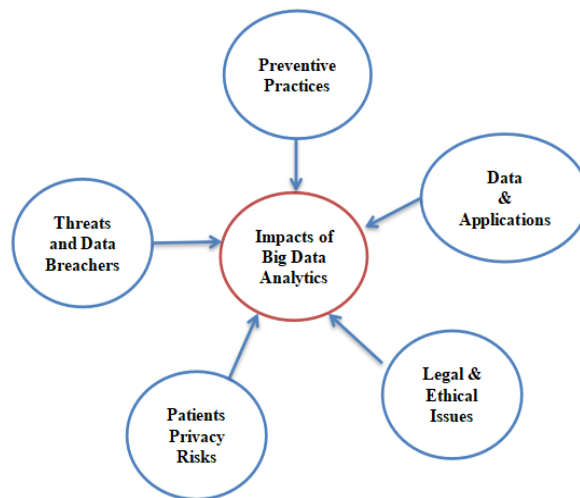 Preventive
Practices
Data
&
Applications
Threats
and Data
Breachers
Impacts of
Big Data
Analytics
Legal &
Ethical
Issues
Patients
Privacy
Risks